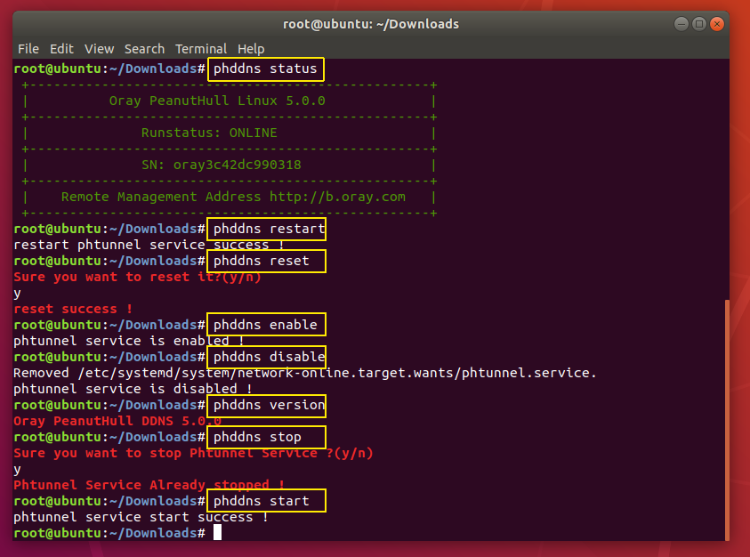 root@ubuntu: ~/Downloads
File Edit View Search Terminal Help
root@ubuntu:~/Downloads# phddns status
+--------------------------------------------------+
| Oray PeanutHull Linux 5.0.0 |
+--------------------------------------------------+
| Runstatus: ONLINE |
+--------------------------------------------------+
| SN: oray3c42dc990318 |
+--------------------------------------------------+
| Remote Management Address http://b.oray.com |
+--------------------------------------------------+
root@ubuntu:~/Downloads# phddns restart
restart phtunnel service success !
root@ubuntu:~/Downloads# phddns reset
Sure you want to reset it?(y/n)
y
reset success !
root@ubuntu:~/Downloads# phddns enable
phtunnel service is enabled !
root@ubuntu:~/Downloads# phddns disable
Removed /etc/systemd/system/network-online.target.wants/phtunnel.service.
phtunnel service is disabled !
root@ubuntu:~/Downloads# phddns version
Oray PeanutHull DDNS 5.0.0
root@ubuntu:~/Downloads# phddns stop
Sure you want to stop Phtunnel Service ?(y/n)
y
Phtunnel Service Already stopped !
root@ubuntu:~/Downloads# phddns start
phtunnel service start success !
root@ubuntu:~/Downloads#